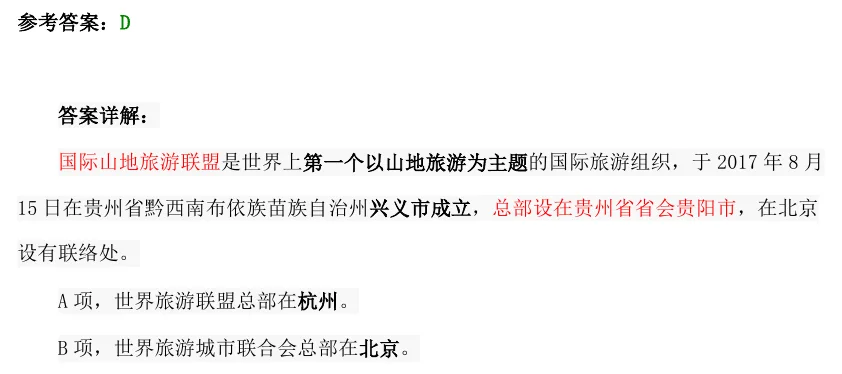 参考答案：D
答案详解：
国际山地旅游联盟是世界上第一个以山地旅游为主题的国际旅游组织，于 2017 年 8 月
15 日在贵州省黔西南布依族苗族自治州兴义市成立，总部设在贵州省省会贵阳市，在北京
设有联络处。
A 项，世界旅游联盟总部在杭州。
B 项，世界旅游城市联合会总部在北京。